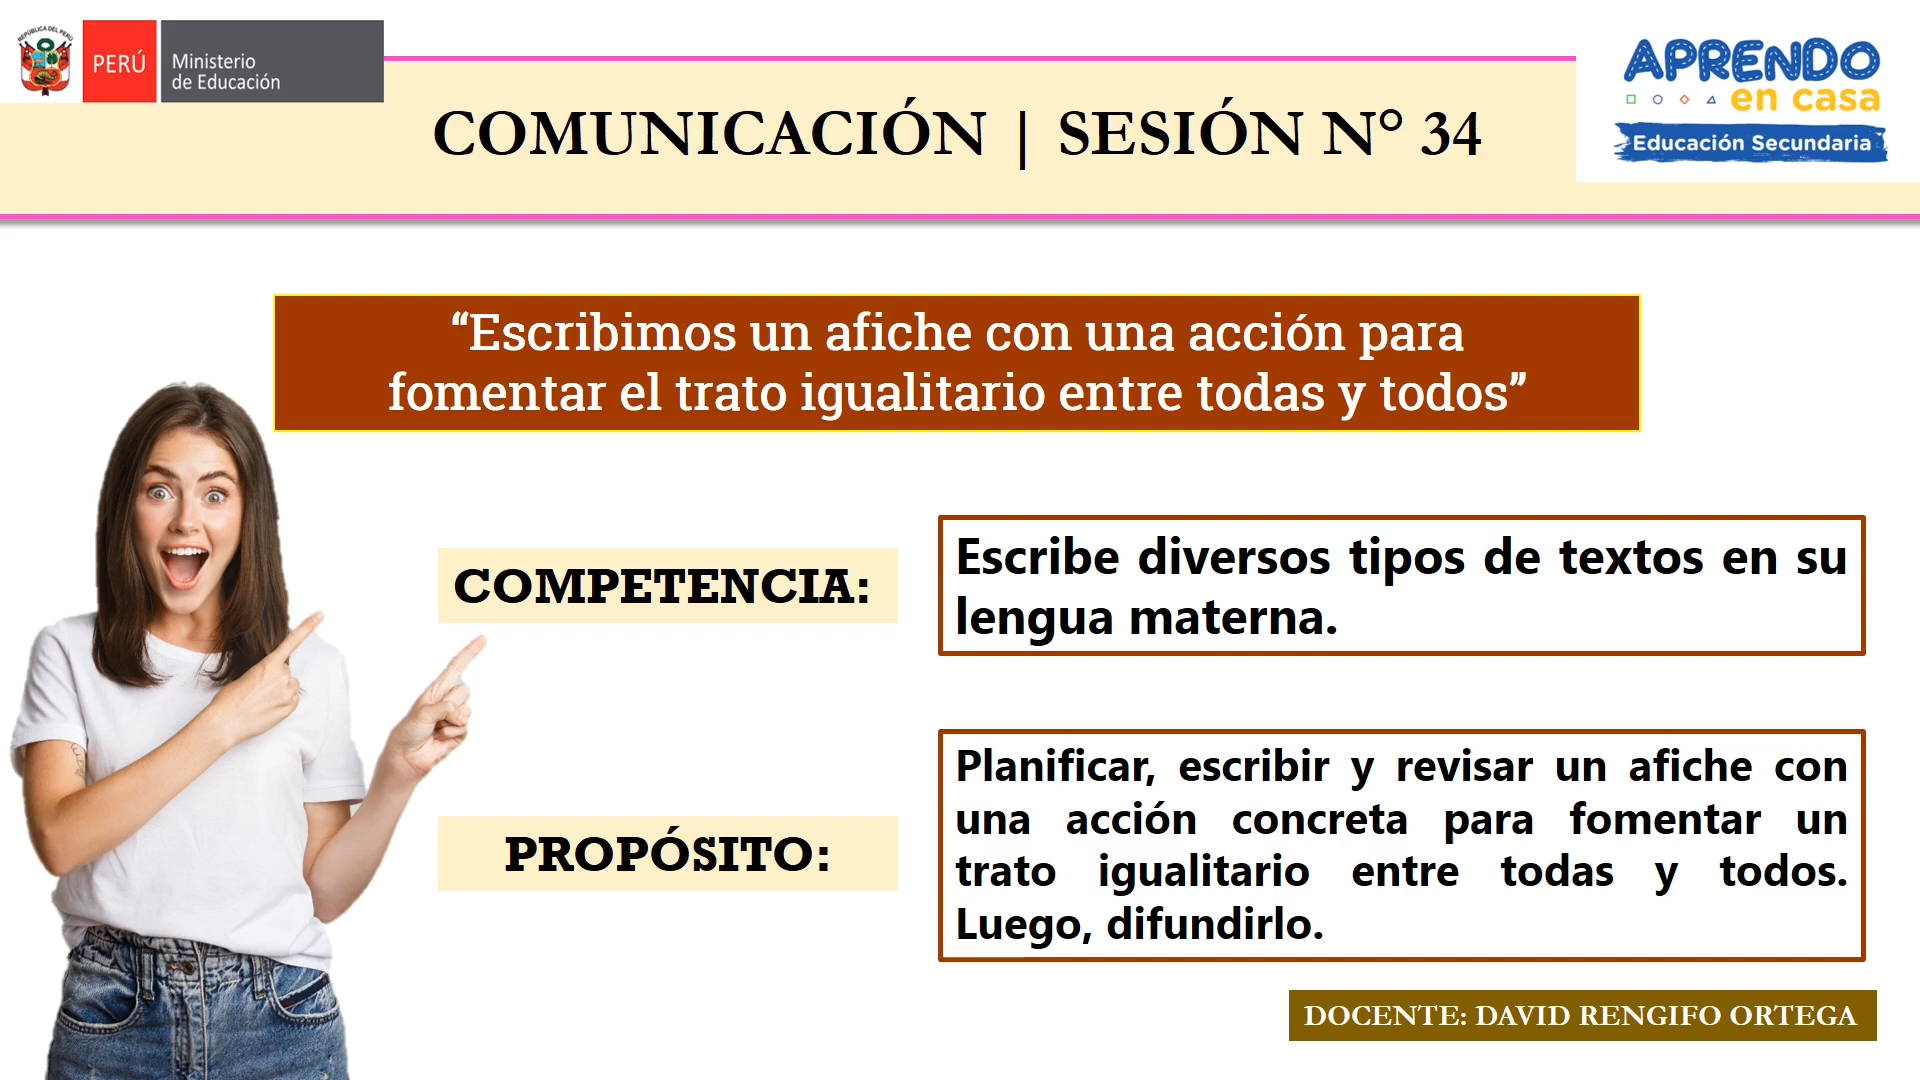 REPÚBLICA DEL PERÚ
PERÚ
Ministerio
de Educación
APRENDO
en casa
Educación Secundaria
COMUNICACIÓN | SESIÓN N° 34
“Escribimos un afiche con una acción para
fomentar el trato igualitario entre todas y todos”
COMPETENCIA:
Escribe diversos tipos de textos en su
lengua materna.
PROPÓSITO:
Planificar, escribir y revisar un afiche con
una acción concreta para fomentar un
trato igualitario entre todas y todos.
Luego, difundirlo.
DOCENTE: DAVID RENGIFO ORTEGA